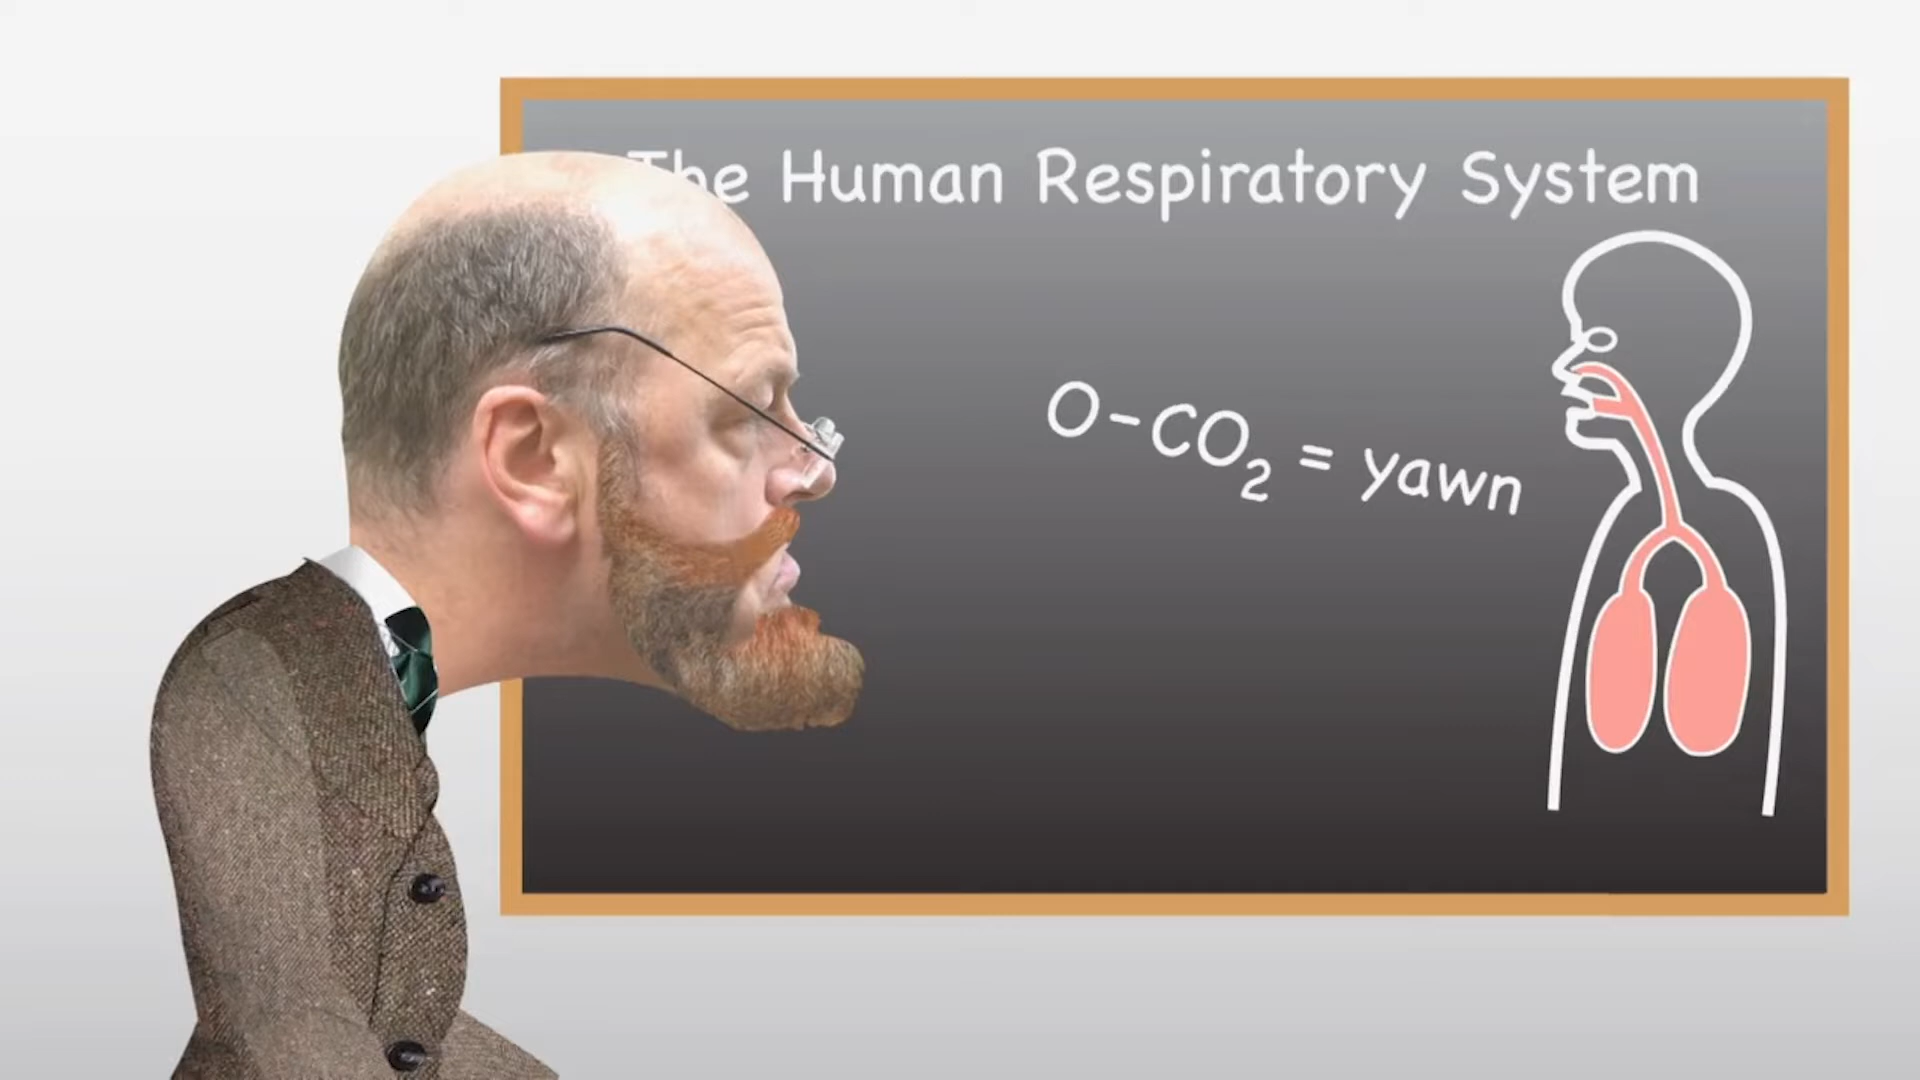 The Human Respiratory System
O-CO₂ = yawn